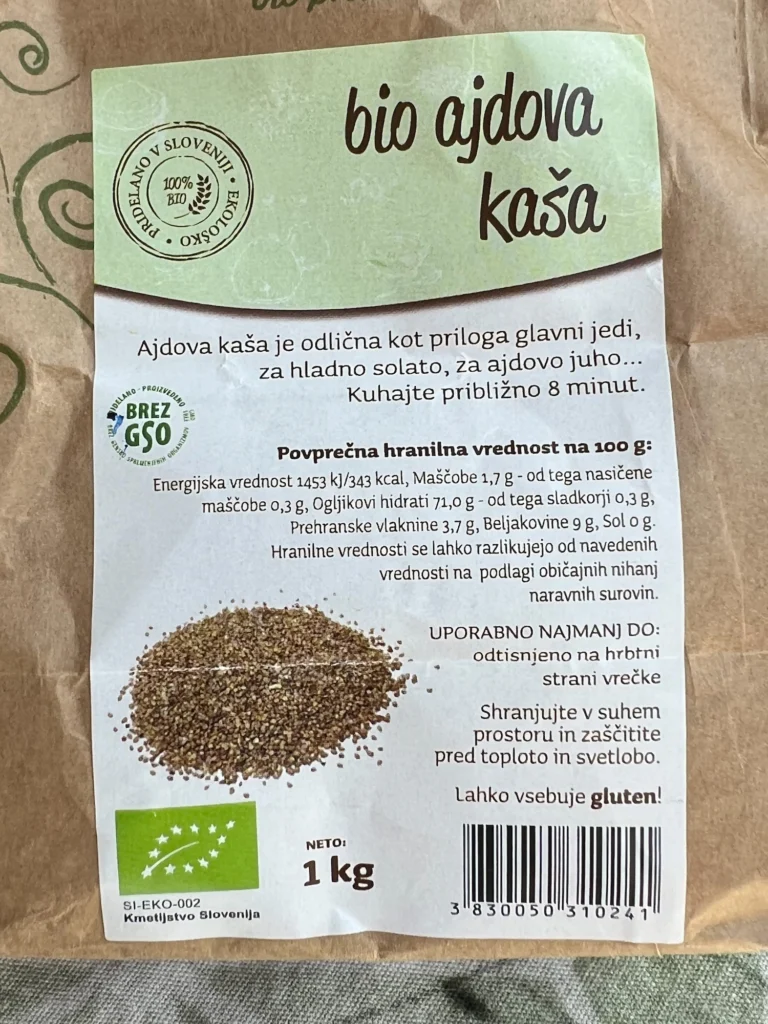 bio ajdova
kaša
PRIDELANO V SLOVENIJI • EKOLOŠKO •
100%
BIO
Ajdova kaša je odlična kot priloga glavni jedi,
za hladno solato, za ajdovo juho...
Kuhajte približno 8 minut.
PROIZVEDENO
BREZ
GSO
Povprečna hranilna vrednost na 100 g:
Energijska vrednost 1453 kJ/343 kcal, Maščobe 1,7 g - od tega nasičene
maščobe 0,3 g, Ogljikovi hidrati 71,0 g - od tega sladkorji 0,3 g,
Prehranske vlaknine 3,7 g, Beljakovine 9 g, Sol 0 g.
Hranilne vrednosti se lahko razlikujejo od navedenih
vrednosti na podlagi običajnih nihanj
naravnih surovin.
UPORABNO NAJMANJ DO:
odtisnjeno na hrbtni
strani vrečke
Shranjujte v suhem
prostoru in zaščitite
pred toploto in svetlobo.
Lahko vsebuje gluten!
NETO:
1 kg
SI-EKO-002
Kmetijstvo Slovenija
3 830050 310241